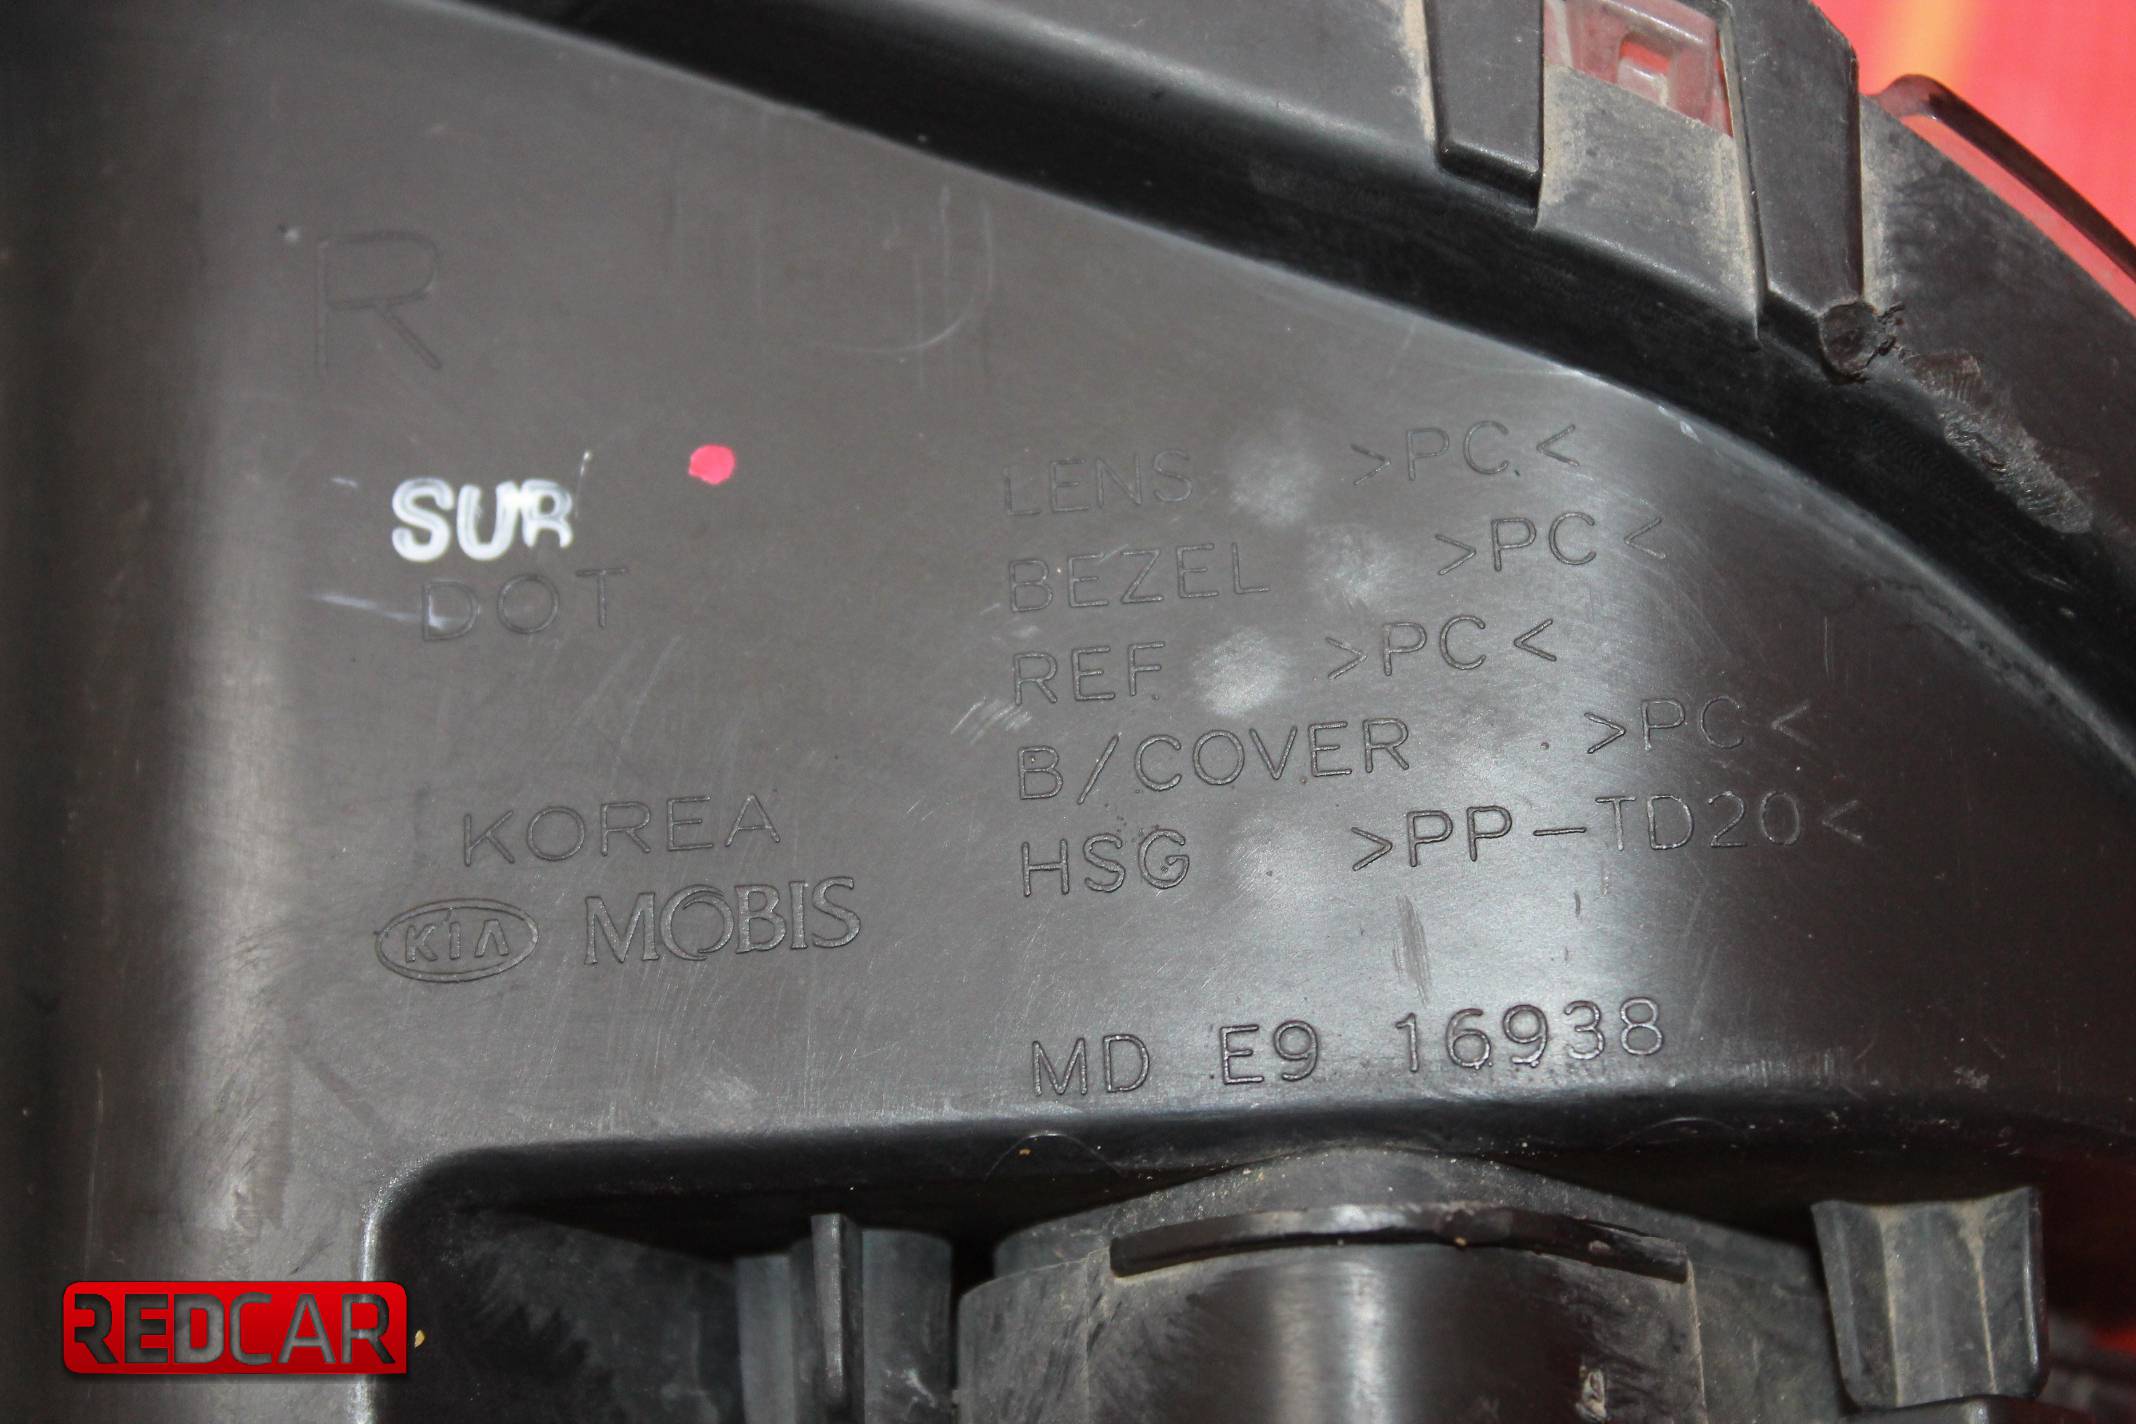 R
SUB
DOT
KOREA
KIA MOBIS
LENS >PC<
BEZEL >PC<
REF. >PC<
B/COVER >PC<
HSG >PP-TD20<
MD E9 16938
REDCAR